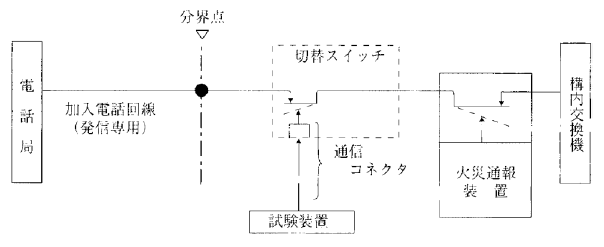 分界点
切替スイッチ
電話局
加入電話回線
(発信専用)
構内交換機
通信
コネクタ
火災通報
装置
試験装置